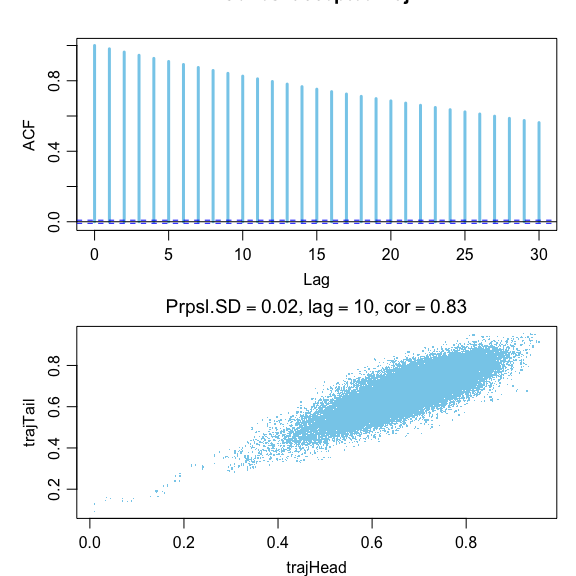 ACF
0.0 0.4 0.8
0 5 10 15 20 25 30
Lag
Prpsl.SD = 0.02, lag = 10, cor = 0.83
trajTail
0.2 0.4 0.6 0.8
0.0 0.2 0.4 0.6 0.8
trajHead